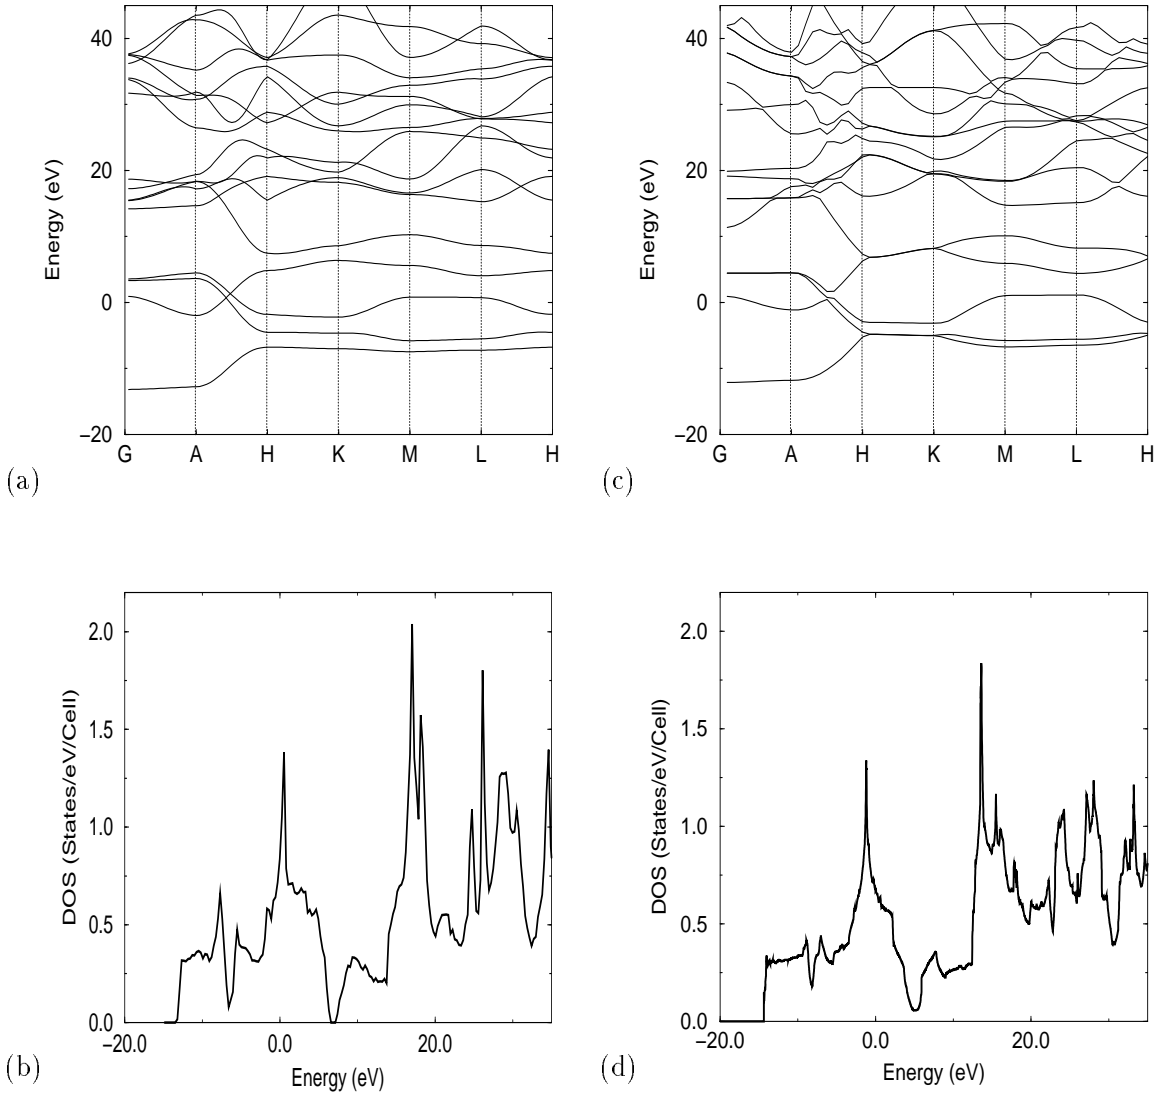 40
20
0
−20
Energy (eV)
G A H K M L H
(a)
40
20
0
−20
Energy (eV)
G A H K M L H
(c)
2.0
1.5
1.0
0.5
0.0
DOS (States/eV/Cell)
−20.0 0.0 20.0
Energy (eV)
(b)
2.0
1.5
1.0
0.5
0.0
DOS (States/eV/Cell)
−20.0 0.0 20.0
Energy (eV)
(d)